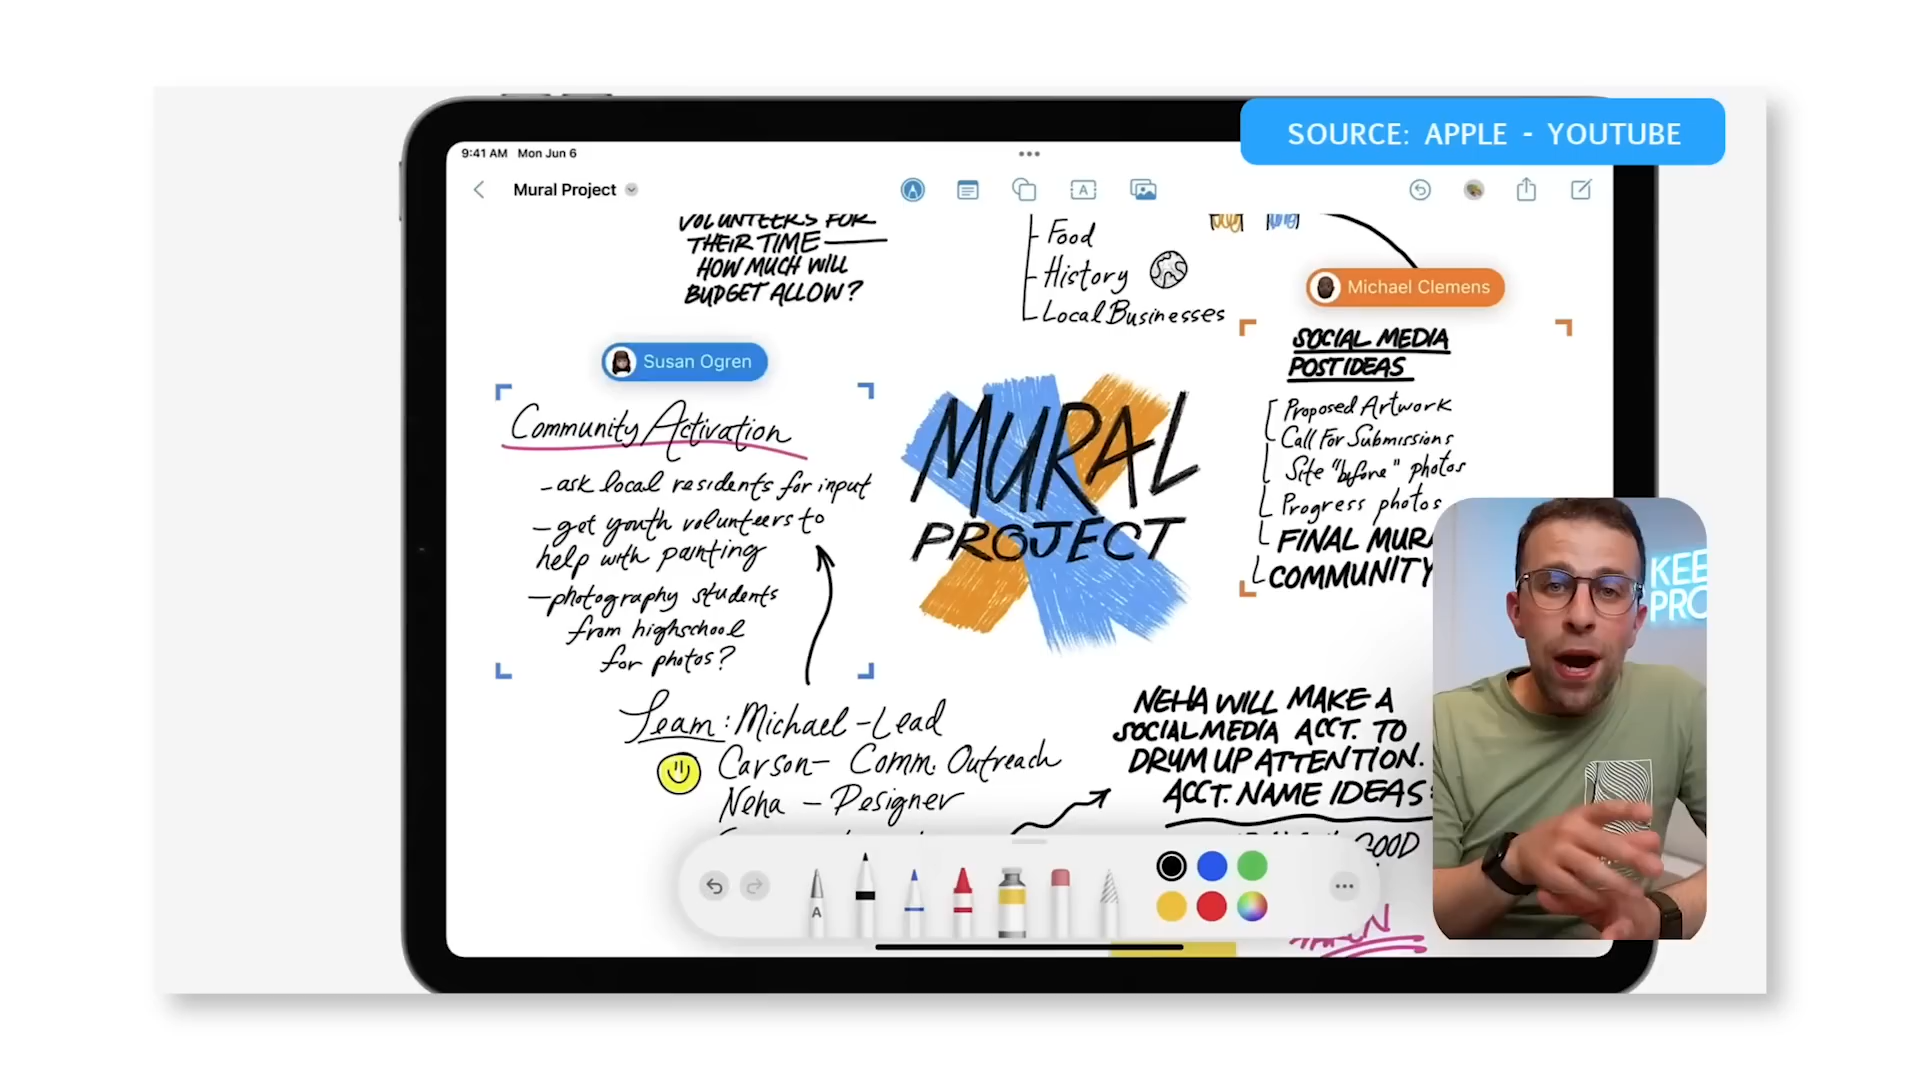 SOURCE: APPLE - YOUTUBE
9:41 AM Mon Jun 6
Mural Project
VOLUNTEERS FOR
THEIR TIME
HOW MUCH WILL
BUDGET ALLOW?
Food
History
Local Businesses
Michael Clemens
SOCIAL MEDIA
POST IDEAS
Proposed Artwork
Call For Submissions
Site "before" photos
Progress photos
FINAL MURA
COMMUNITY
Susan Ogren
Community Activation
- ask local residents for input
- get youth volunteers to
help with painting
- photography students
from highschool
for photos?
MURAL
PROJECT
Team: Michael - Lead
Carson - Comm. Outreach
Neha - Designer
NEHA WILL MAKE A
SOCIAL MEDIA ACCT. TO
DRUM UP ATTENTION.
ACCT. NAME IDEAS:
GOOD
KEE
PRO
A